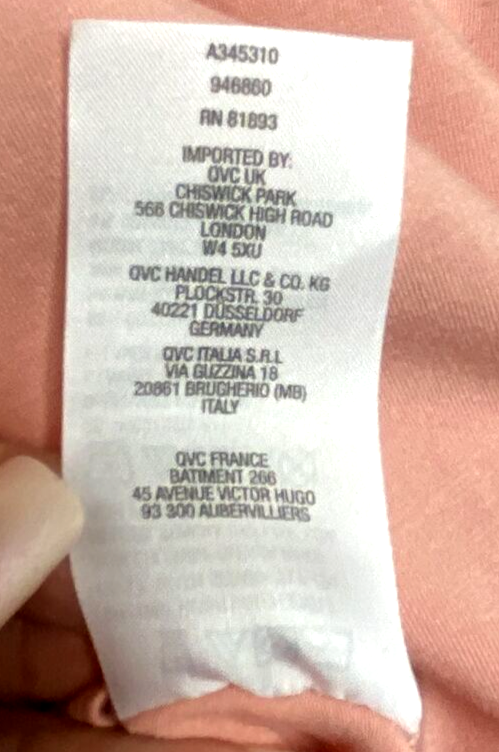 A345310
946860
RN 81893
IMPORTED BY:
QVC UK
CHISWICK PARK
566 CHISWICK HIGH ROAD
LONDON
W4 5XU
QVC HANDEL LLC & CO. KG
PLOCKSTR. 30
40221 DÜSSELDORF
GERMANY
QVC ITALIA S.R.L
VIA GUZZINA 18
20861 BRUGHERIO (MB)
ITALY
QVC FRANCE
BATIMENT 266
45 AVENUE VICTOR HUGO
93 300 AUBERVILLIERS